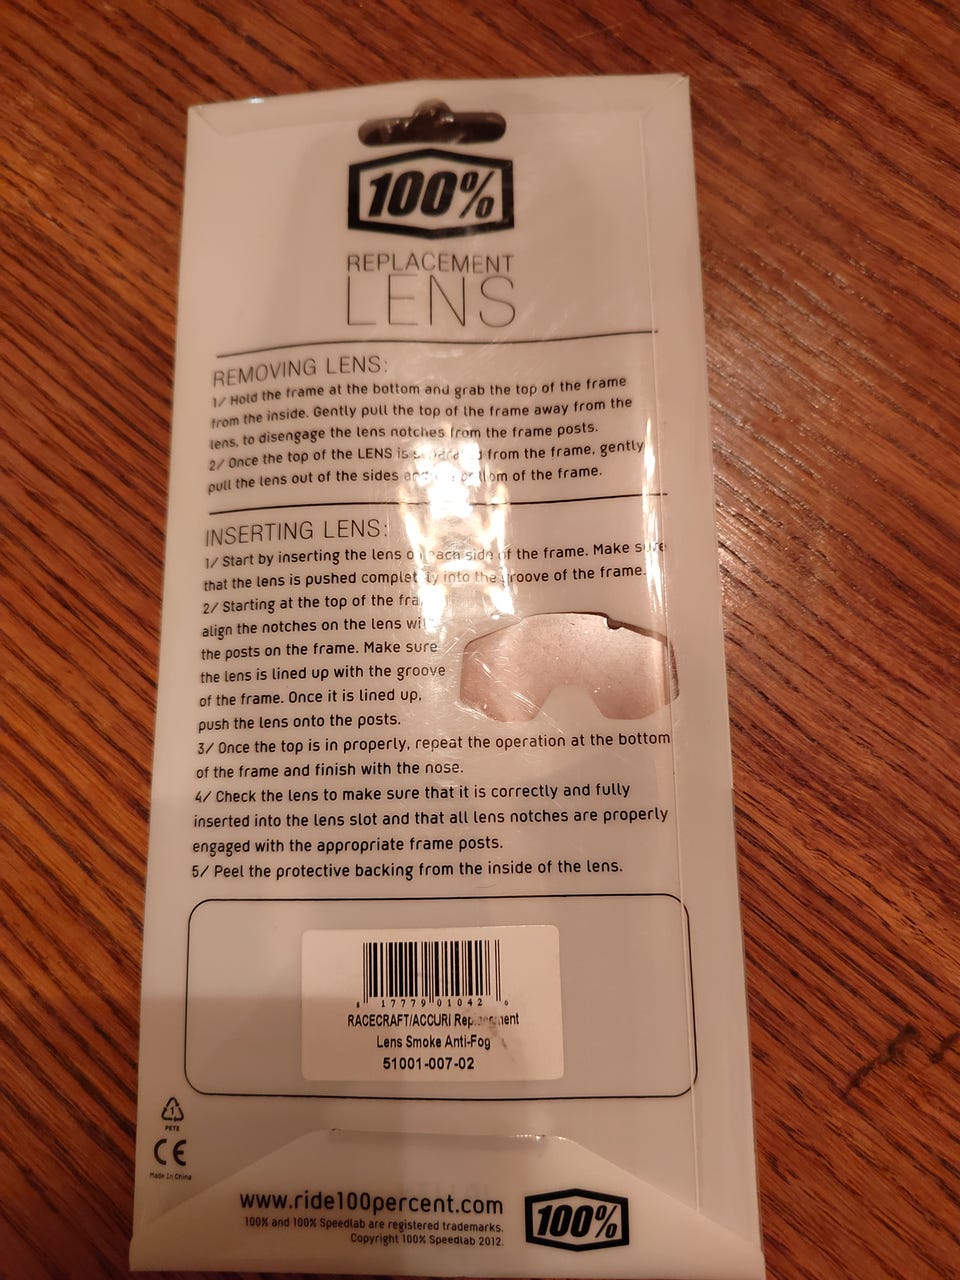 100%
REPLACEMENT
LENS
REMOVING LENS:
1/ Hold the frame at the bottom and grab the top of the frame
from the inside. Gently pull the top of the frame away from the
lens, to disengage the lens notches from the frame posts.
2/ Once the top of the LENS is from the frame, gently
pull the lens out of the sides of the frame.
INSERTING LENS:
1/ Start by inserting the lens each side of the frame. Make sure
that the lens is pushed completely into the groove of the frame.
2/ Starting at the top of the
align the notches on the lens
the posts on the frame. Make sure
the lens is lined up with the groove
of the frame. Once it is lined up,
push the lens onto the posts.
3/ Once the top is in properly, repeat the operation at the bottom
of the frame and finish with the nose.
4/ Check the lens to make sure that it is correctly and fully
inserted into the lens slot and that all lens notches are properly
engaged with the appropriate frame posts.
5/ Peel the protective backing from the inside of the lens.
8 17779 01042 0
RACECRAFT/ACCURI
Lens Smoke Anti-Fog
51001-007-02
1
PETE
CE
Made In China
www.ride100percent.com
100% and 100% Speedlab are registered trademarks.
Copyright 100% Speedlab 2012.
100%